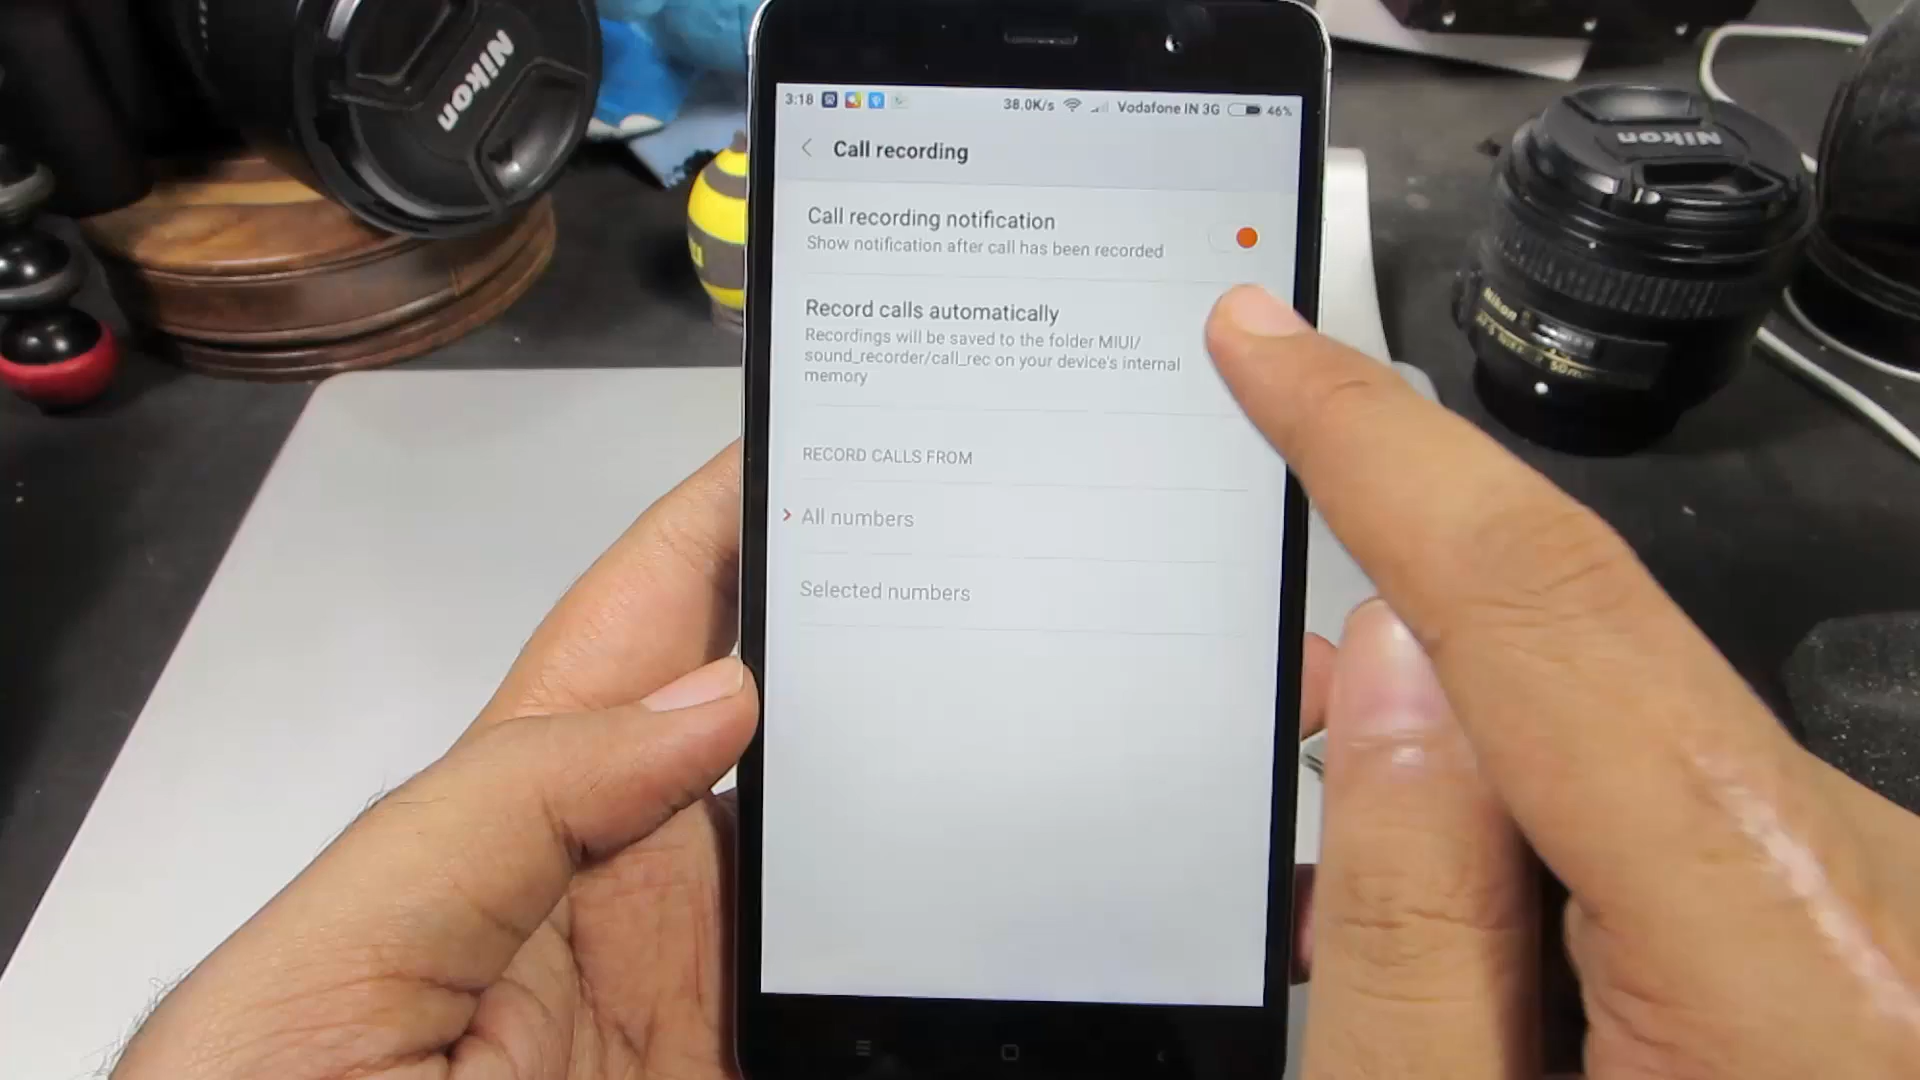 Nikon
Nikon
3:18
38.0K/s
Vodafone IN 3G
46%
Call recording
Call recording notification
Show notification after call has been recorded
Record calls automatically
Recordings will be saved to the folder MIUI/
sound_recorder/call_rec on your device's internal
memory
RECORD CALLS FROM
All numbers
Selected numbers
Nikon